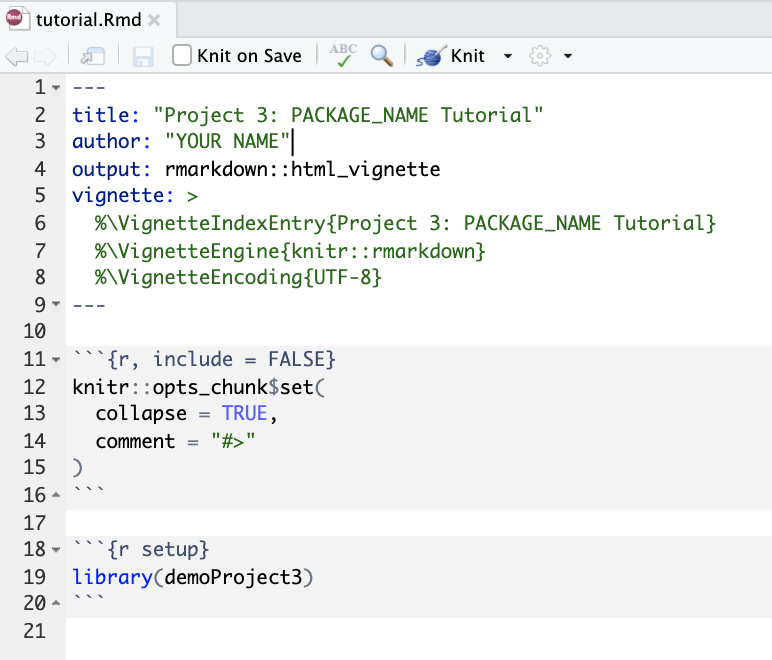 Rmd tutorial.Rmd
Knit on Save ABC Knit
1 ---
2 title: "Project 3: PACKAGE_NAME Tutorial"
3 author: "YOUR NAME"
4 output: rmarkdown::html_vignette
5 vignette: >
6   %\VignetteIndexEntry{Project 3: PACKAGE_NAME Tutorial}
7   %\VignetteEngine{knitr::rmarkdown}
8   %\VignetteEncoding{UTF-8}
9 ---
10
11 ```{r, include = FALSE}
12 knitr::opts_chunk$set(
13   collapse = TRUE,
14   comment = "#>"
15 )
16 ```
17
18 ```{r setup}
19 library(demoProject3)
20 ```
21